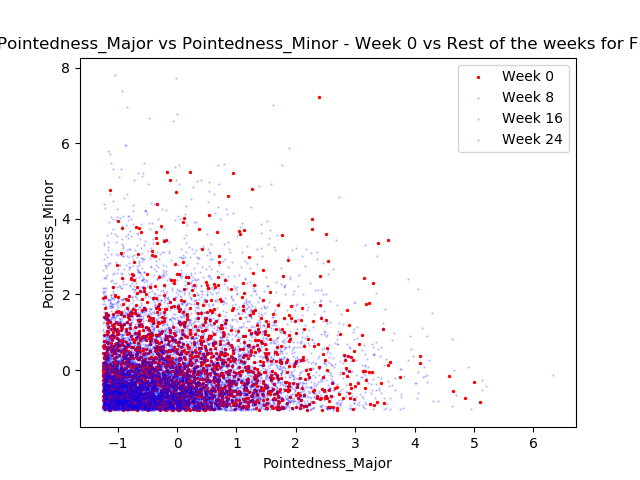 Pointedness_Major vs Pointedness_Minor - Week 0 vs Rest of the weeks for F
Week 0
Week 8
Week 16
Week 24
8
6
4
2
0
Pointedness_Minor
−1 0 1 2 3 4 5 6
Pointedness_Major